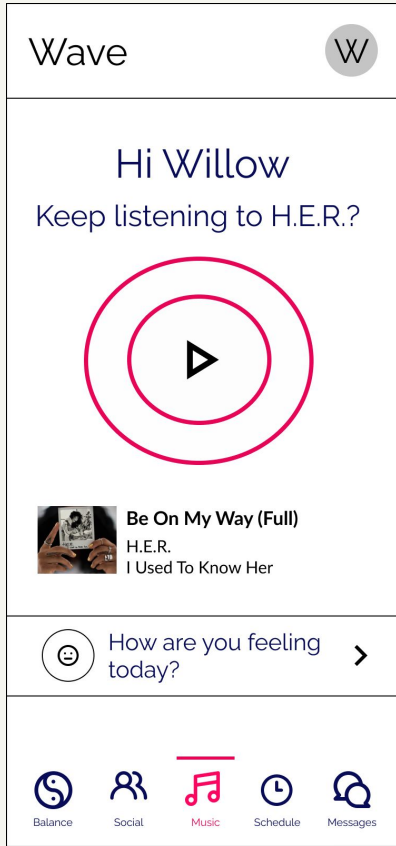 Wave
W
Hi Willow
Keep listening to H.E.R.?
Be On My Way (Full)
H.E.R.
I Used To Know Her
How are you feeling
today?
Balance
Social
Music
Schedule
Messages